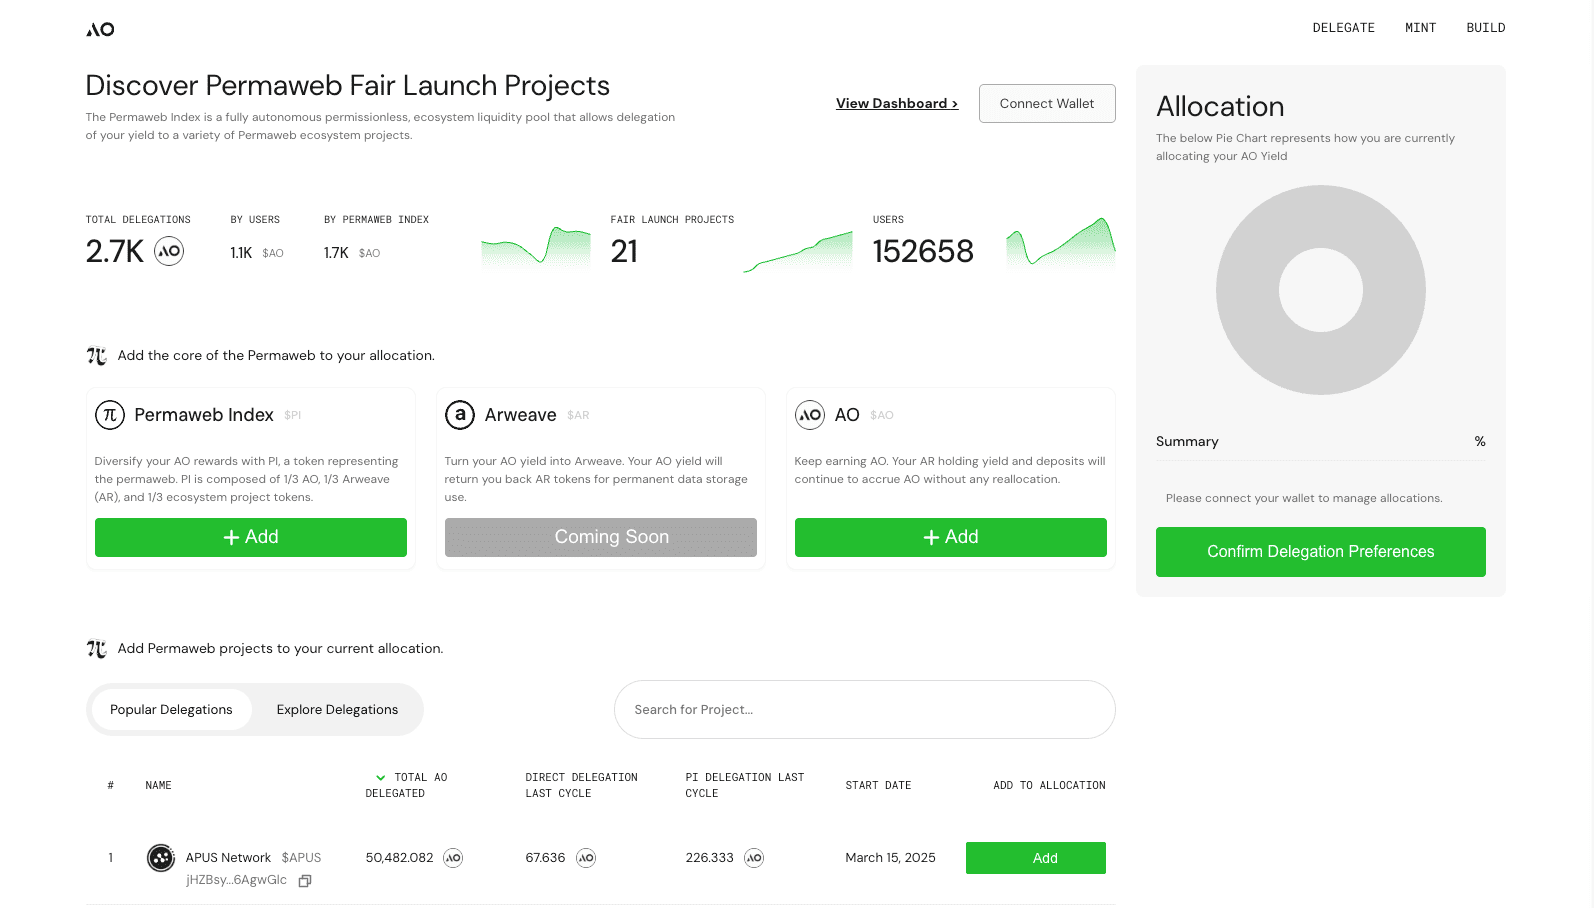 AO
DELEGATE MINT BUILD
Discover Permaweb Fair Launch Projects
The Permaweb Index is a fully autonomous permissionless, ecosystem liquidity pool that allows delegation
of your yield to a variety of Permaweb ecosystem projects.
View Dashboard ›
Connect Wallet
TOTAL DELEGATIONS
2.7K AO
BY USERS
1.1K $AO
BY PERMAWEB INDEX
1.7K $AO
FAIR LAUNCH PROJECTS
21
USERS
152658
Add the core of the Permaweb to your allocation.
π Permaweb Index $PI
Diversify your AO rewards with PI, a token representing
the permaweb. PI is composed of 1/3 AO, 1/3 Arweave
(AR), and 1/3 ecosystem project tokens.
+ Add
a Arweave $AR
Turn your AO yield into Arweave. Your AO yield will
return you back AR tokens for permanent data storage
use.
Coming Soon
AO AO $AO
Keep earning AO. Your AR holding yield and deposits will
continue to accrue AO without any reallocation.
+ Add
Allocation
The below Pie Chart represents how you are currently
allocating your AO Yield
Summary %
Please connect your wallet to manage allocations.
Confirm Delegation Preferences
Add Permaweb projects to your current allocation.
Popular Delegations Explore Delegations
Search for Project...
#
NAME
TOTAL AO
DELEGATED
DIRECT DELEGATION
LAST CYCLE
PI DELEGATION LAST
CYCLE
START DATE
ADD TO ALLOCATION
1 APUS Network $APUS 50,482.082 AO 67.636 AO 226.333 AO March 15, 2025 Add
jHZBsy...6AgwGlc